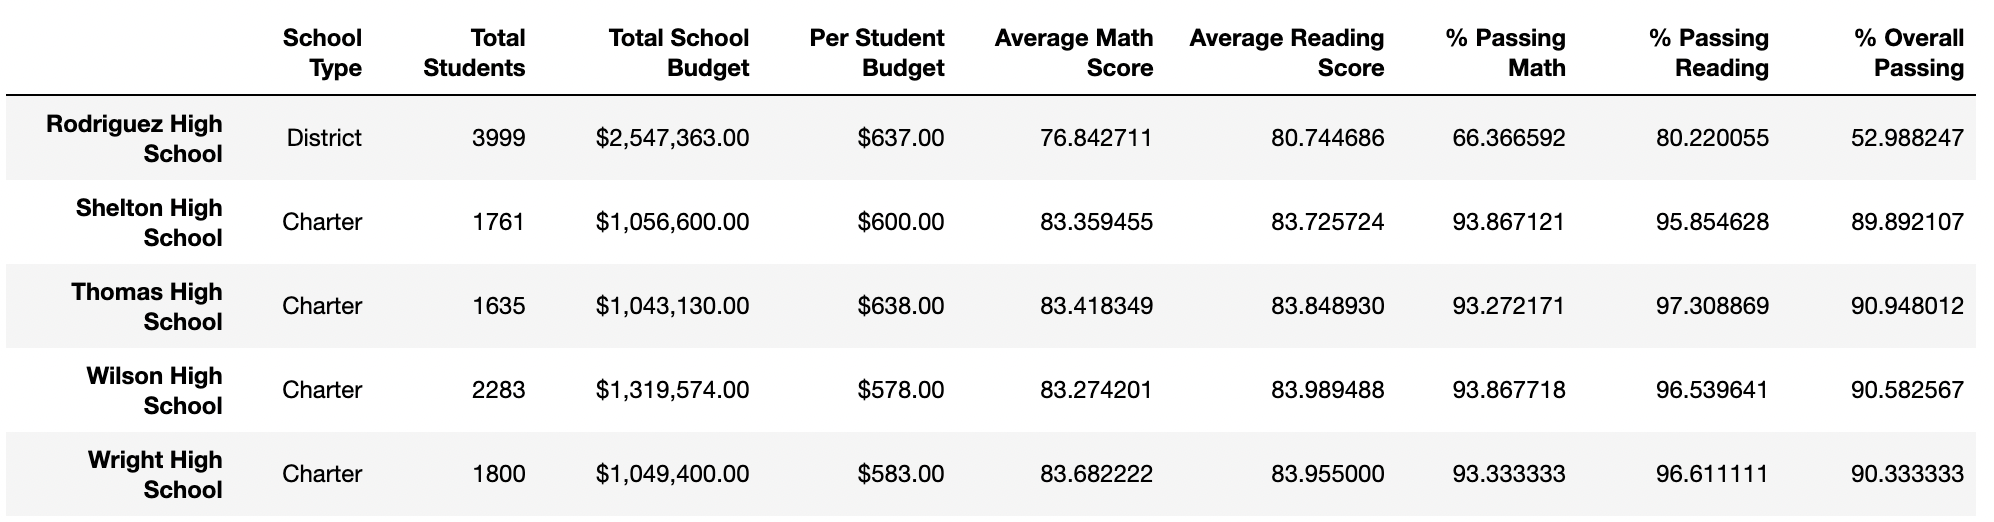 School Type Total Students Total School Budget Per Student Budget Average Math Score Average Reading Score % Passing Math % Passing Reading % Overall Passing
Rodriguez High School District 3999 $2,547,363.00 $637.00 76.842711 80.744686 66.366592 80.220055 52.988247
Shelton High School Charter 1761 $1,056,600.00 $600.00 83.359455 83.725724 93.867121 95.854628 89.892107
Thomas High School Charter 1635 $1,043,130.00 $638.00 83.418349 83.848930 93.272171 97.308869 90.948012
Wilson High School Charter 2283 $1,319,574.00 $578.00 83.274201 83.989488 93.867718 96.539641 90.582567
Wright High School Charter 1800 $1,049,400.00 $583.00 83.682222 83.955000 93.333333 96.611111 90.333333